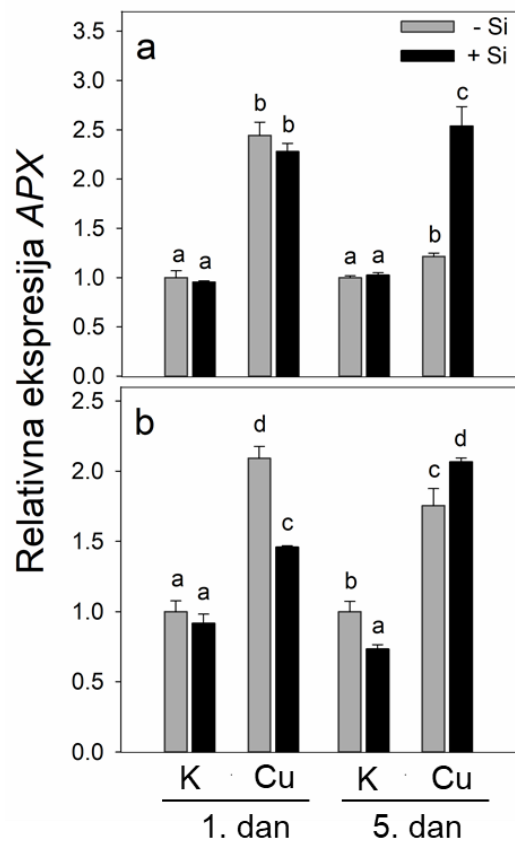 Relativna ekspresija APX
a
- Si
+ Si
3.5
3.0
2.5
2.0
1.5
1.0
0.5
0.0
a a b b a a b c
b
2.5
2.0
1.5
1.0
0.5
0.0
a a d c b a c d
K Cu K Cu
1. dan 5. dan